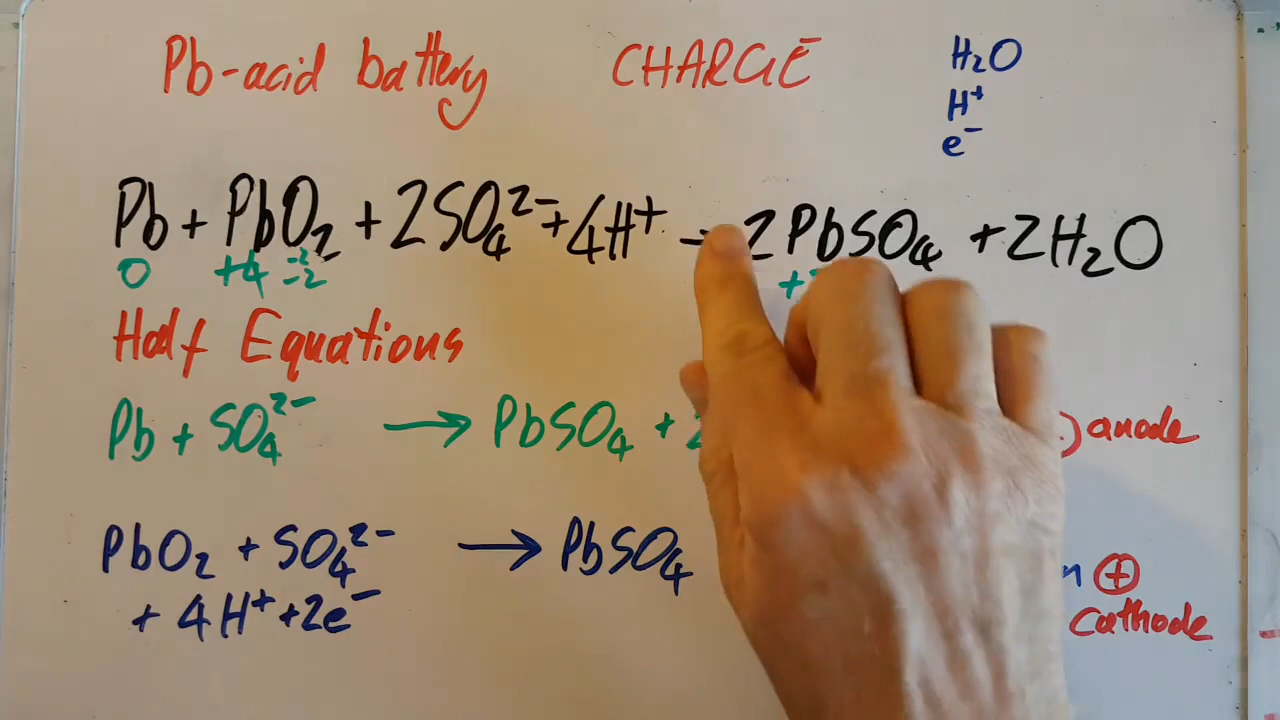 Pb-acid battery CHARGE H₂O
H⁺
e⁻
Pb + PbO₂ + 2SO₄²⁻ + 4H⁺ → 2PbSO₄ + 2H₂O
0 +4 -2
Half Equations
Pb + SO₄²⁻ → PbSO₄ + 2 anode
PbO₂ + SO₄²⁻ → PbSO₄ ⊕
+ 4H⁺ + 2e⁻ cathode